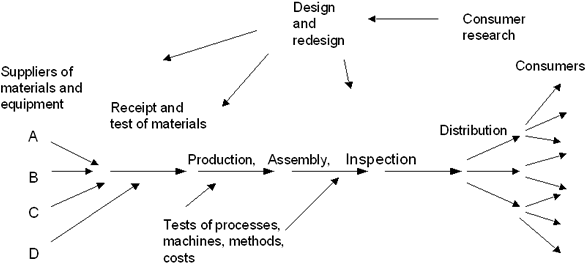 Design
and
redesign
Consumer
research
Suppliers of
materials and
equipment
Consumers
Receipt and
test of materials
A
Distribution
Production, Assembly, Inspection
B
C
Tests of processes,
machines, methods,
costs
D